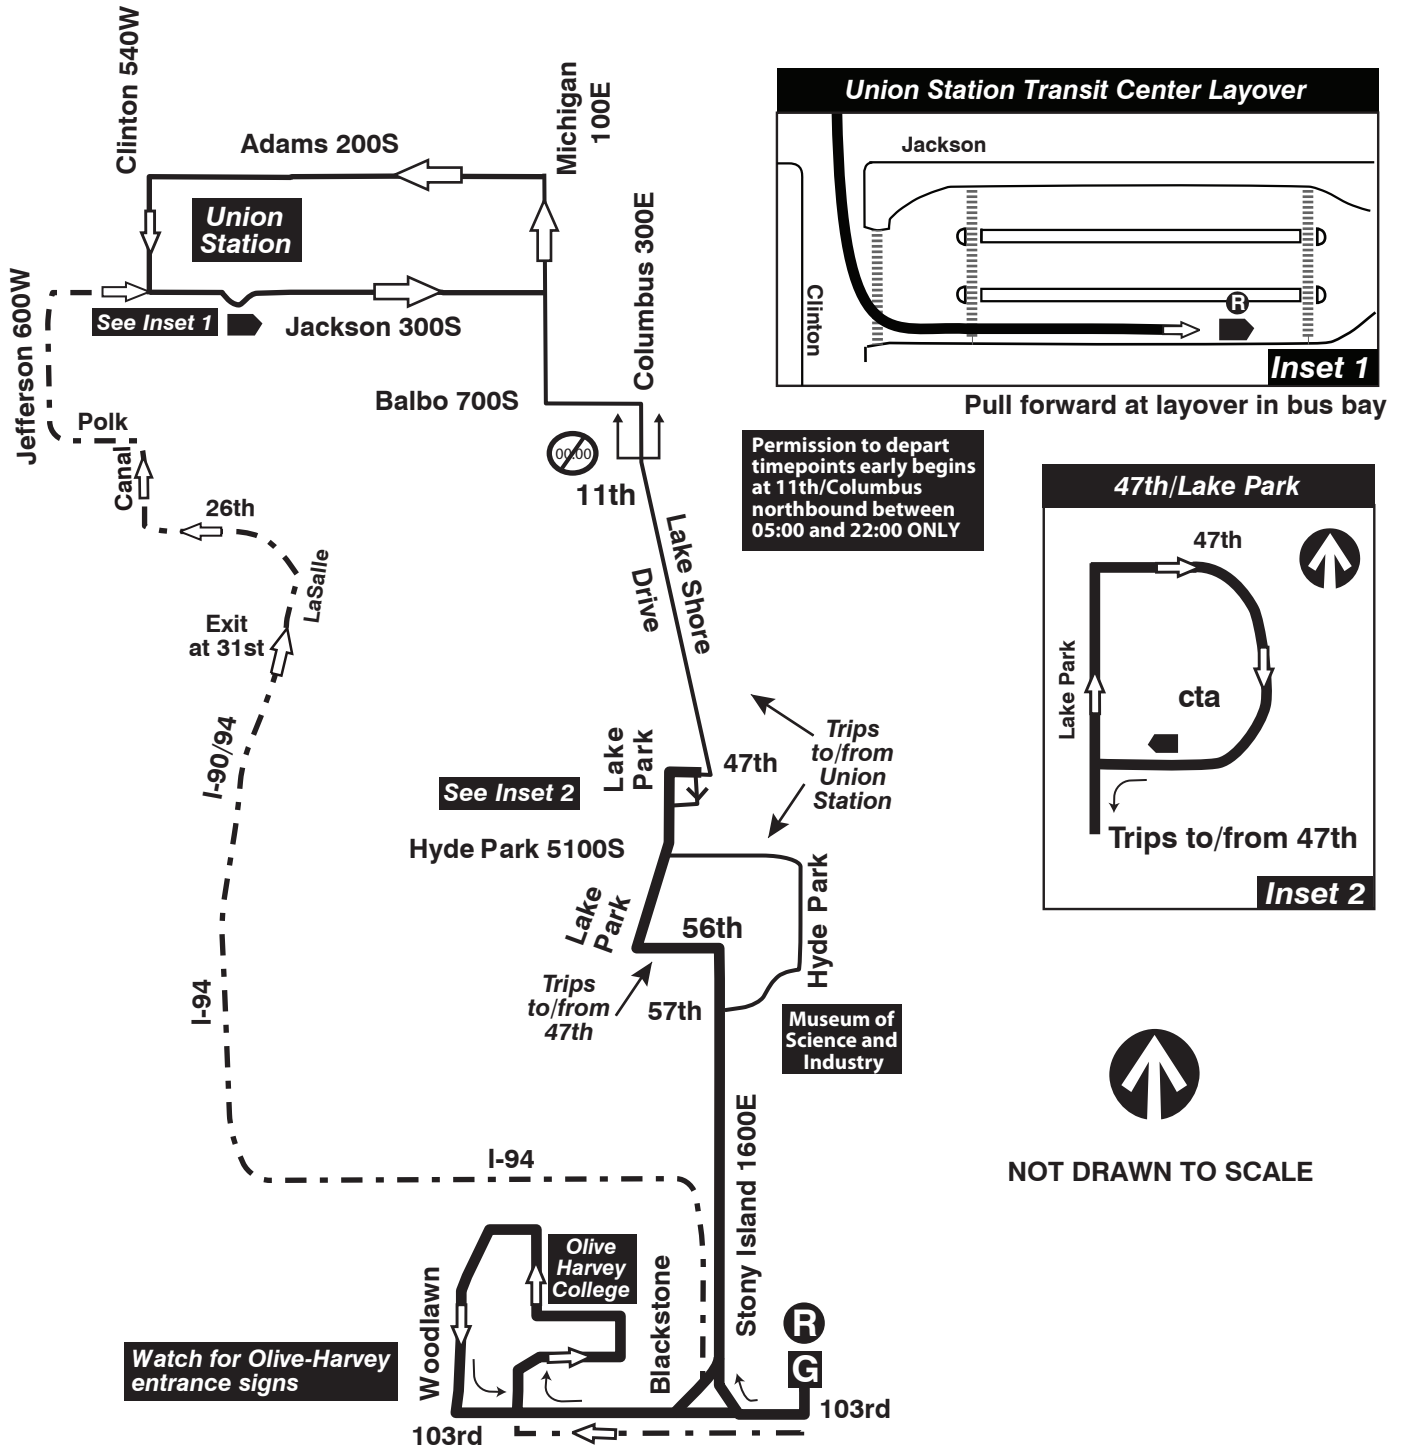 Clinton 540W
Adams 200S
Michigan
100E
Union
Station
Columbus 300E
Jefferson 600W
See Inset 1
Jackson 300S
Balbo 700S
Polk
Canal
00:00
11th
26th
LaSalle
Exit
at 31st
Lake Shore
Drive
I-90/94
I-94
Union Station Transit Center Layover
Jackson
Clinton
R
Inset 1
Pull forward at layover in bus bay
Permission to depart
timepoints early begins
at 11th/Columbus
northbound between
05:00 and 22:00 ONLY
47th/Lake Park
47th
Lake Park
cta
Trips to/from 47th
Inset 2
Trips
to/from
Union
Station
Lake
Park
47th
See Inset 2
Hyde Park 5100S
Lake
Park
56th
Hyde Park
Trips
to/from
47th
57th
Museum of
Science and
Industry
NOT DRAWN TO SCALE
I-94
Stony Island 1600E
Olive
Harvey
College
Blackstone
Woodlawn
R
G
Watch for Olive-Harvey
entrance signs
103rd
103rd